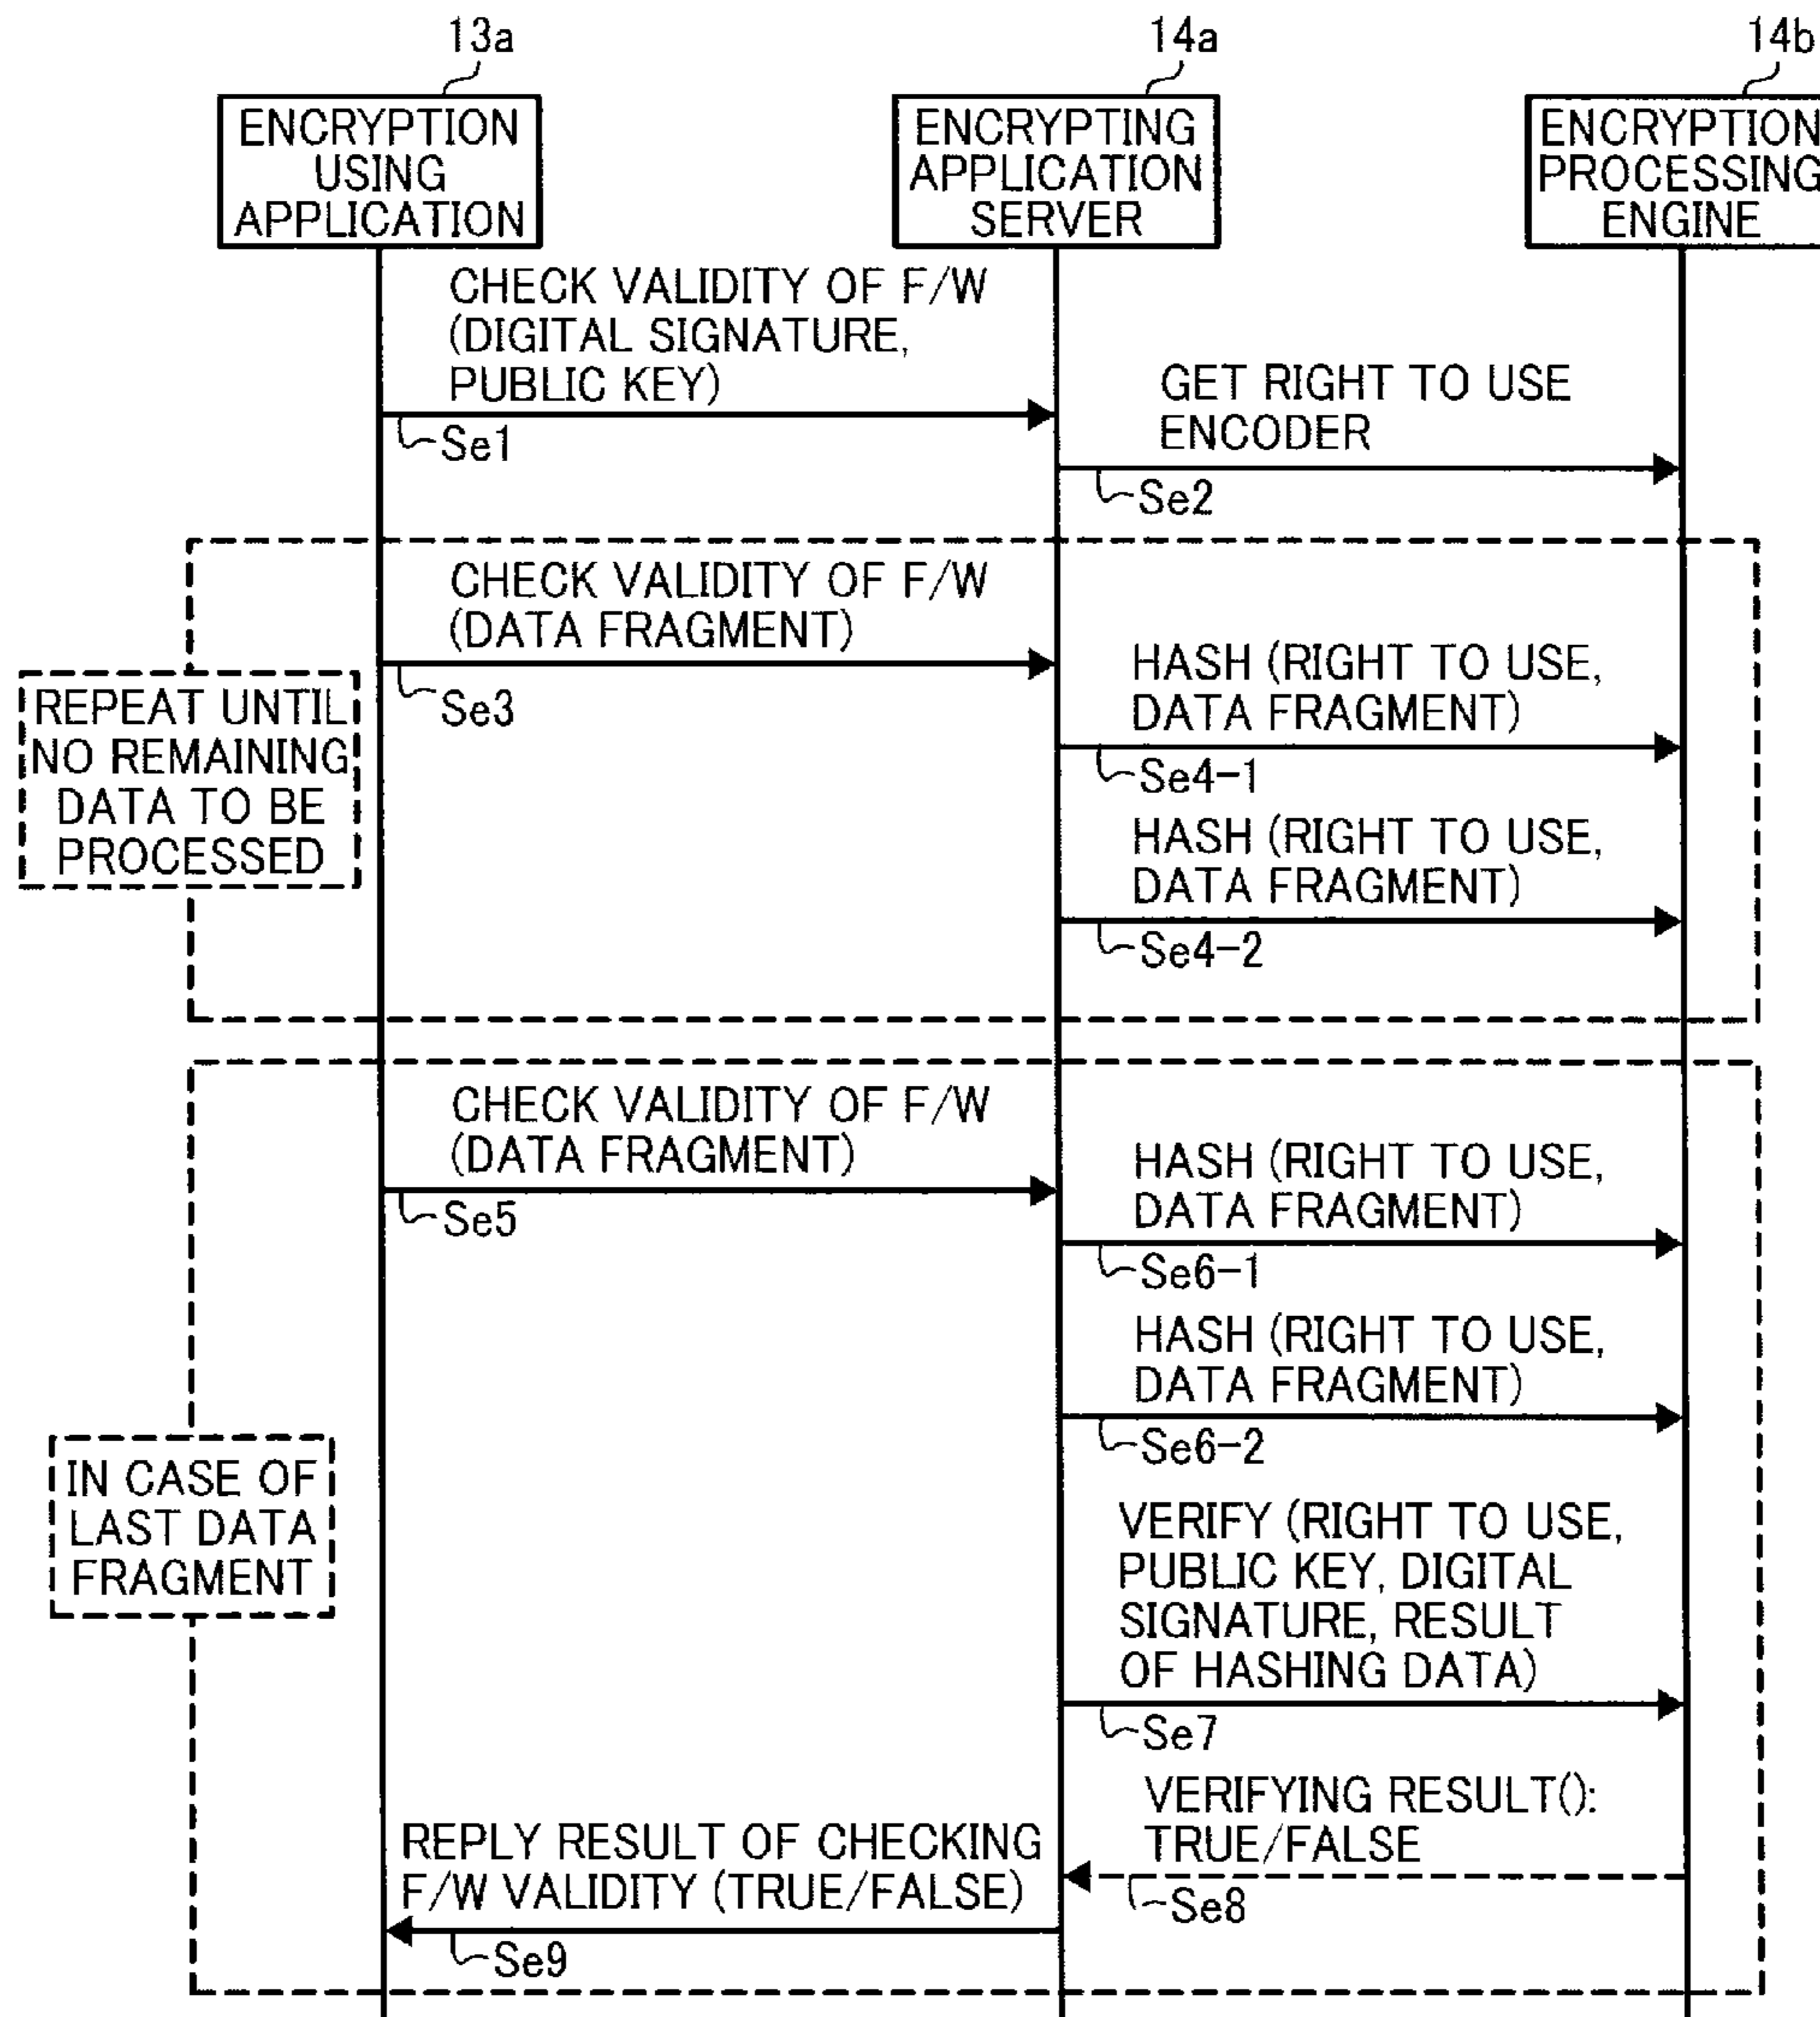 13a
14a
14b
ENCRYPTION
USING
APPLICATION
ENCRYPTING
APPLICATION
SERVER
ENCRYPTION
PROCESSING
ENGINE
CHECK VALIDITY OF F/W
(DIGITAL SIGNATURE,
PUBLIC KEY)
Se1
GET RIGHT TO USE
ENCODER
Se2
CHECK VALIDITY OF F/W
(DATA FRAGMENT)
Se3
REPEAT UNTIL
NO REMAINING
DATA TO BE
PROCESSED
HASH (RIGHT TO USE,
DATA FRAGMENT)
Se4-1
HASH (RIGHT TO USE,
DATA FRAGMENT)
Se4-2
CHECK VALIDITY OF F/W
(DATA FRAGMENT)
Se5
HASH (RIGHT TO USE,
DATA FRAGMENT)
Se6-1
HASH (RIGHT TO USE,
DATA FRAGMENT)
Se6-2
IN CASE OF
LAST DATA
FRAGMENT
VERIFY (RIGHT TO USE,
PUBLIC KEY, DIGITAL
SIGNATURE, RESULT
OF HASHING DATA)
Se7
VERIFYING RESULT():
TRUE/FALSE
Se8
REPLY RESULT OF CHECKING
F/W VALIDITY (TRUE/FALSE)
Se9